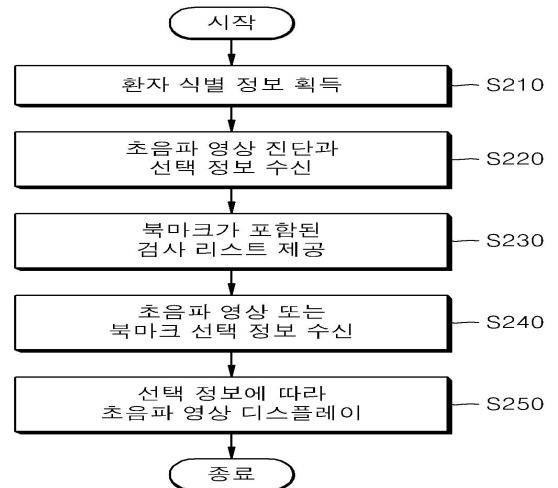 시작
환자 식별 정보 획득
S210
초음파 영상 진단과
선택 정보 수신
S220
북마크가 포함된
검사 리스트 제공
S230
초음파 영상 또는
북마크 선택 정보 수신
S240
선택 정보에 따라
초음파 영상 디스플레이
S250
종료